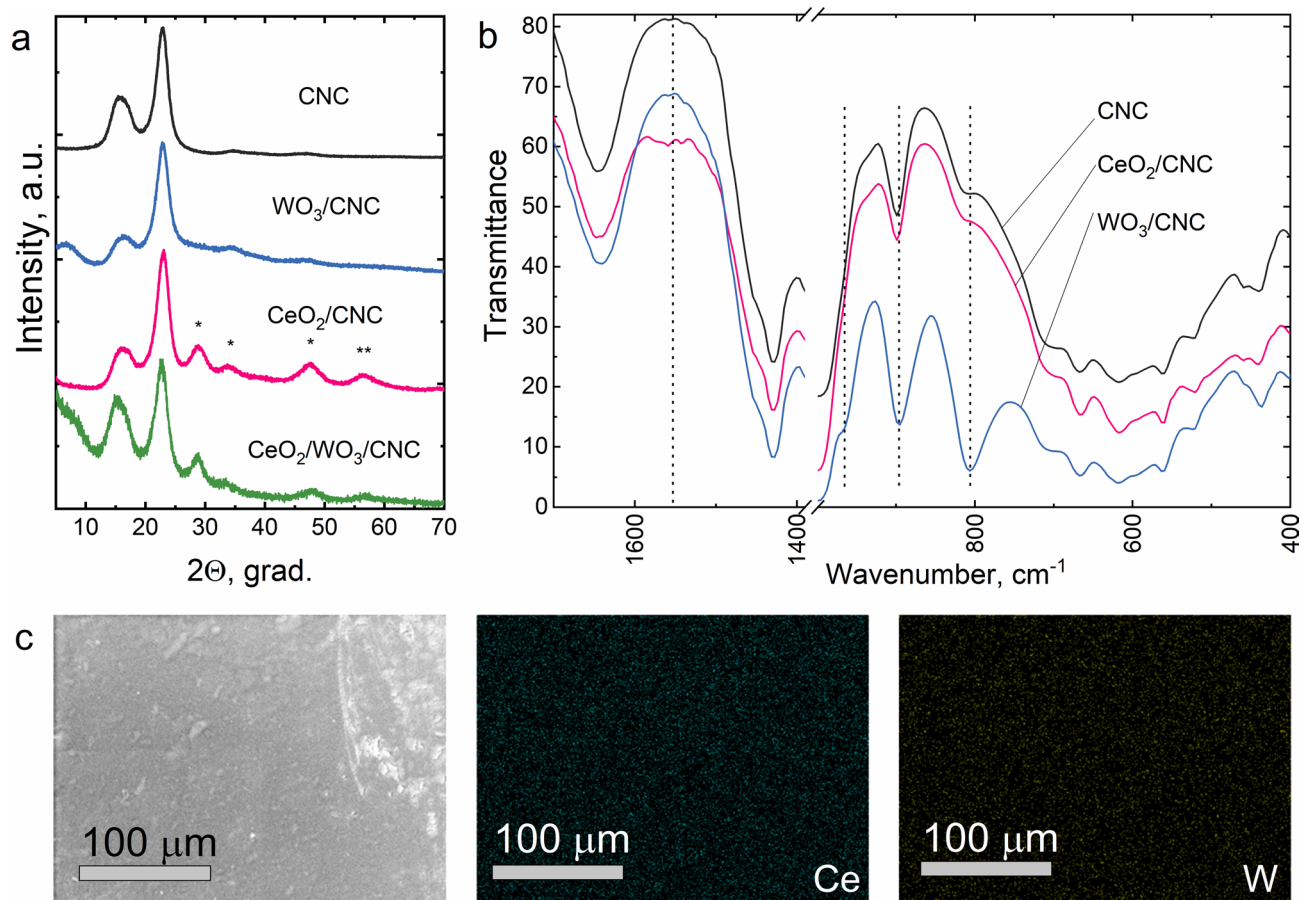 a
Intensity, a.u.
CNC
WO3/CNC
CeO2/CNC
*
*
*
**
CeO2/WO3/CNC
10 20 30 40 50 60 70
2Θ, grad.
b
Transmittance
80
70
60
50
40
30
20
10
0
CNC
CeO2/CNC
WO3/CNC
1600 1400 800 600 400
Wavenumber, cm-1
c
100 μm
100 μm
Ce
100 μm
W